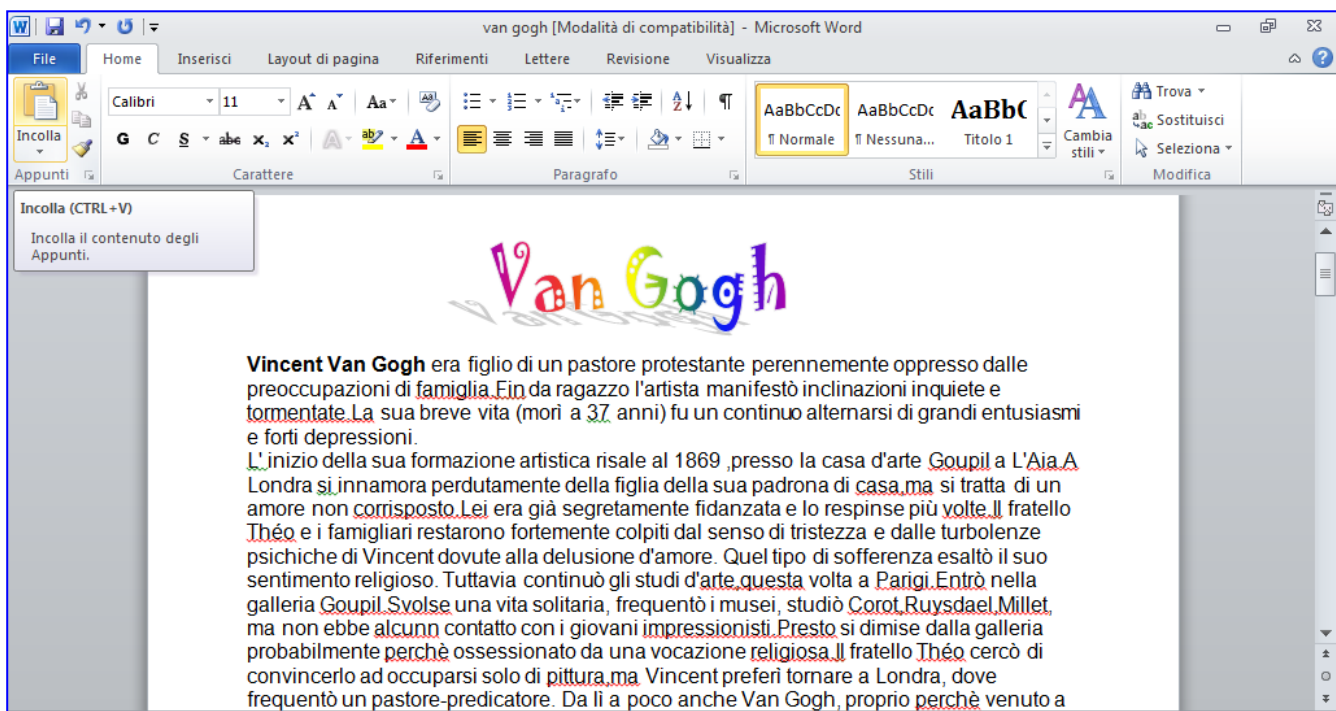 van gogh [Modalità di compatibilità] - Microsoft Word
File Home Inserisci Layout di pagina Riferimenti Lettere Revisione Visualizza
Incolla
Calibri 11 Aa
G C S abc x₂ x² A ab A
AaBbCcDc AaBbCcDc AaBb(
¶ Normale ¶ Nessuna... Titolo 1
Cambia stili
Trova
Sostituisci
Seleziona
Appunti Carattere Paragrafo Stili Modifica
Incolla (CTRL+V)
Incolla il contenuto degli
Appunti.
Van Gogh
Vincent Van Gogh era figlio di un pastore protestante perennemente oppresso dalle
preoccupazioni di famiglia.Fin da ragazzo l'artista manifestò inclinazioni inquiete e
tormentate.La sua breve vita (morì a 37 anni) fu un continuo alternarsi di grandi entusiasmi
e forti depressioni.
L' inizio della sua formazione artistica risale al 1869 ,presso la casa d'arte Goupil a L'Aia.A
Londra si innamora perdutamente della figlia della sua padrona di casa,ma si tratta di un
amore non corrisposto.Lei era già segretamente fidanzata e lo respinse più volte.Il fratello
Théo e i famigliari restarono fortemente colpiti dal senso di tristezza e dalle turbolenze
psichiche di Vincent dovute alla delusione d'amore. Quel tipo di sofferenza esaltò il suo
sentimento religioso. Tuttavia continuò gli studi d'arte,questa volta a Parigi.Entrò nella
galleria Goupil.Svolse una vita solitaria, frequentò i musei, studiò Corot,Ruysdael,Millet,
ma non ebbe alcunn contatto con i giovani impressionisti.Presto si dimise dalla galleria
probabilmente perchè ossessionato da una vocazione religiosa.Il fratello Théo cercò di
convincerlo ad occuparsi solo di pittura,ma Vincent preferì tornare a Londra, dove
frequentò un pastore-predicatore. Da lì a poco anche Van Gogh, proprio perchè venuto a